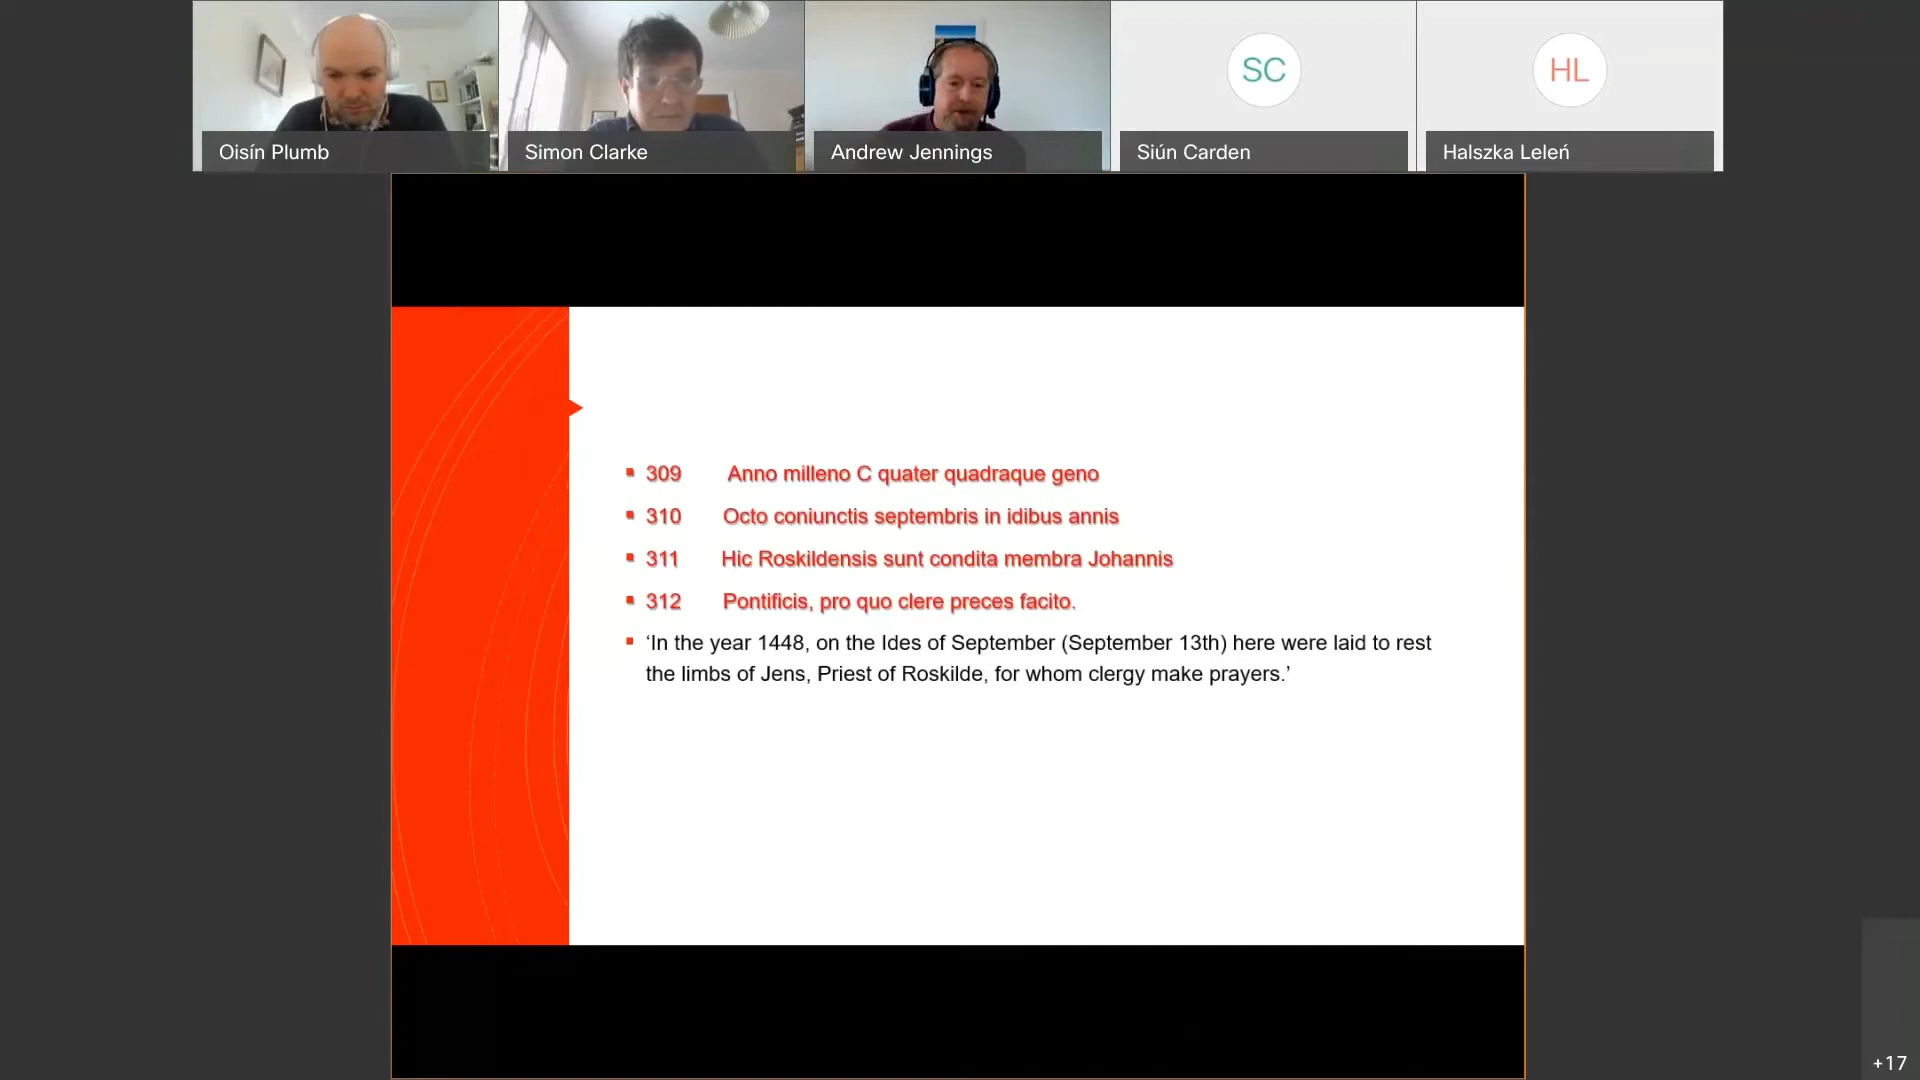 Oisín Plumb
Simon Clarke
Andrew Jennings
SC
Siún Carden
HL
Halszka Leleń
309 Anno milleno C quater quadraque geno
310 Octo coniunctis septembris in idibus annis
311 Hic Roskildensis sunt condita membra Johannis
312 Pontificis, pro quo clere preces facito.
‘In the year 1448, on the Ides of September (September 13th) here were laid to rest
the limbs of Jens, Priest of Roskilde, for whom clergy make prayers.’
+17